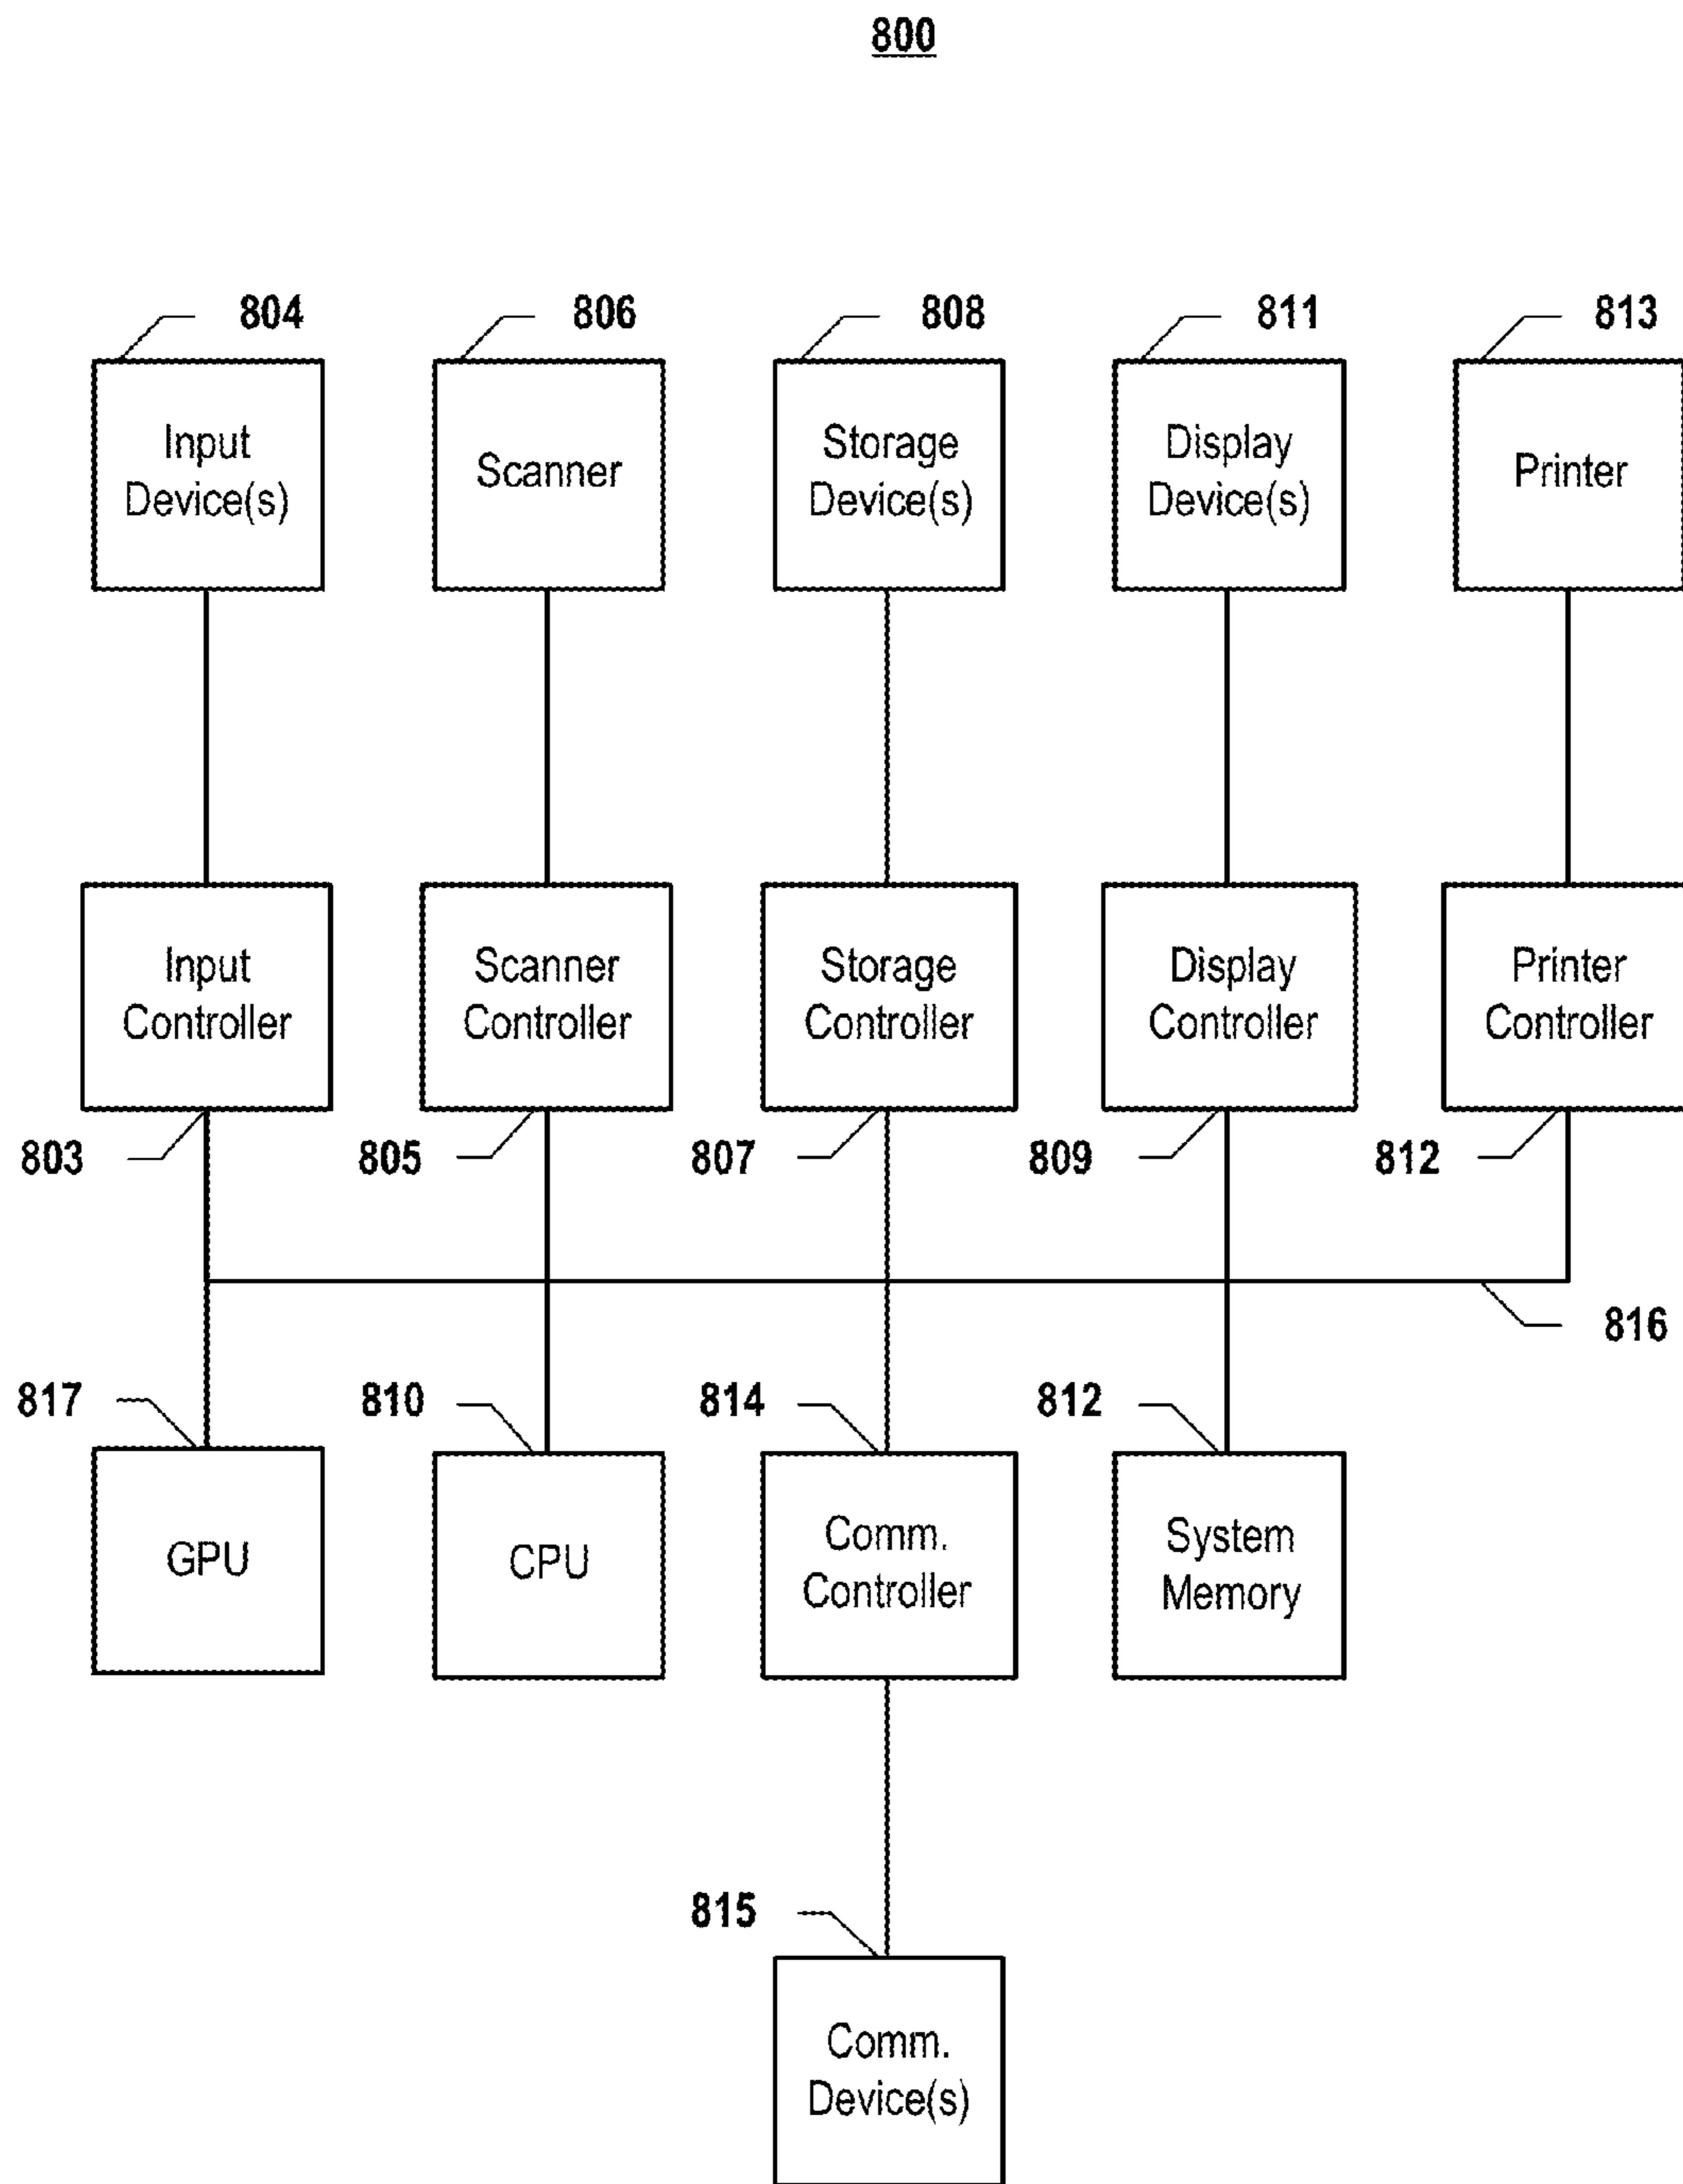 800
804
806
808
811
813
Input
Device(s)
Scanner
Storage
Device(s)
Display
Device(s)
Printer
Input
Controller
Scanner
Controller
Storage
Controller
Display
Controller
Printer
Controller
803
805
807
809
812
816
817
810
814
812
GPU
CPU
Comm.
Controller
System
Memory
815
Comm.
Device(s)